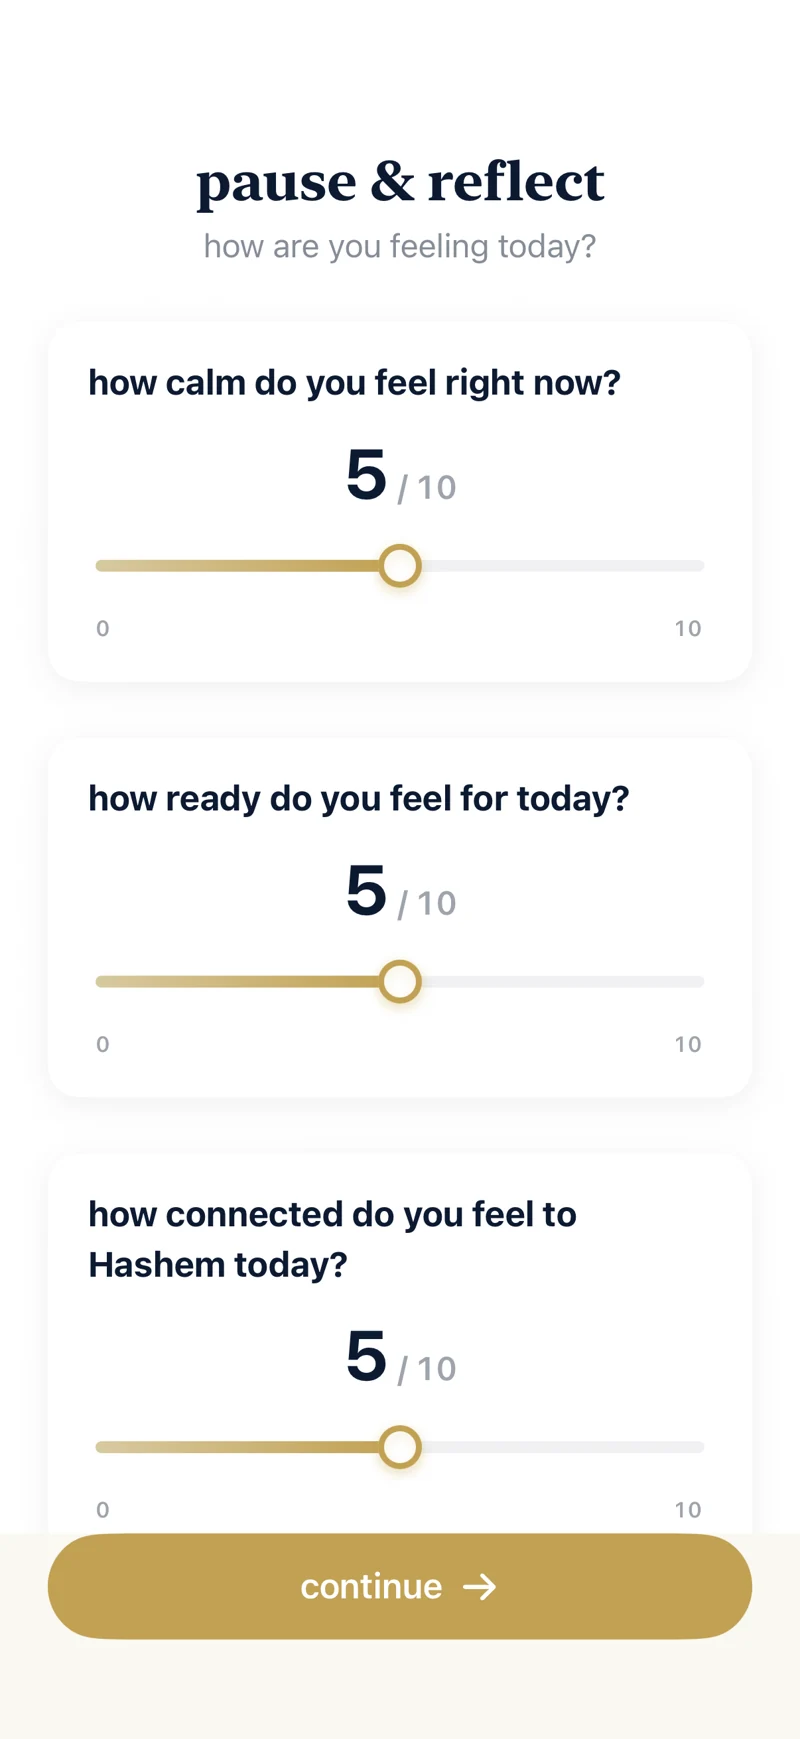 pause & reflect
how are you feeling today?
how calm do you feel right now?
5 / 10
0 10
how ready do you feel for today?
5 / 10
0 10
how connected do you feel to
Hashem today?
5 / 10
0 10
continue →